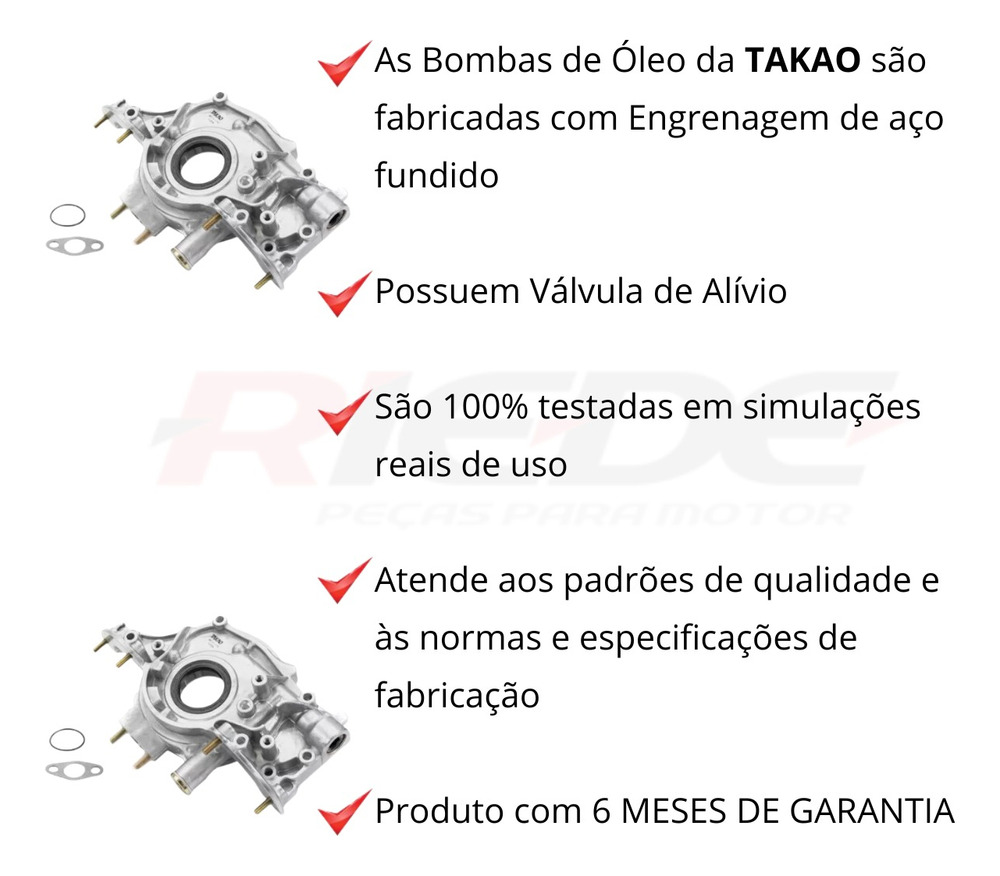 As Bombas de Óleo da TAKAO são
fabricadas com Engrenagem de aço
fundido
Possuem Válvula de Alívio
RIEDE
São 100% testadas em simulações
reais de uso
PEÇAS PARA MOTOR
Atende aos padrões de qualidade e
às normas e especificações de
fabricação
Produto com 6 MESES DE GARANTIA